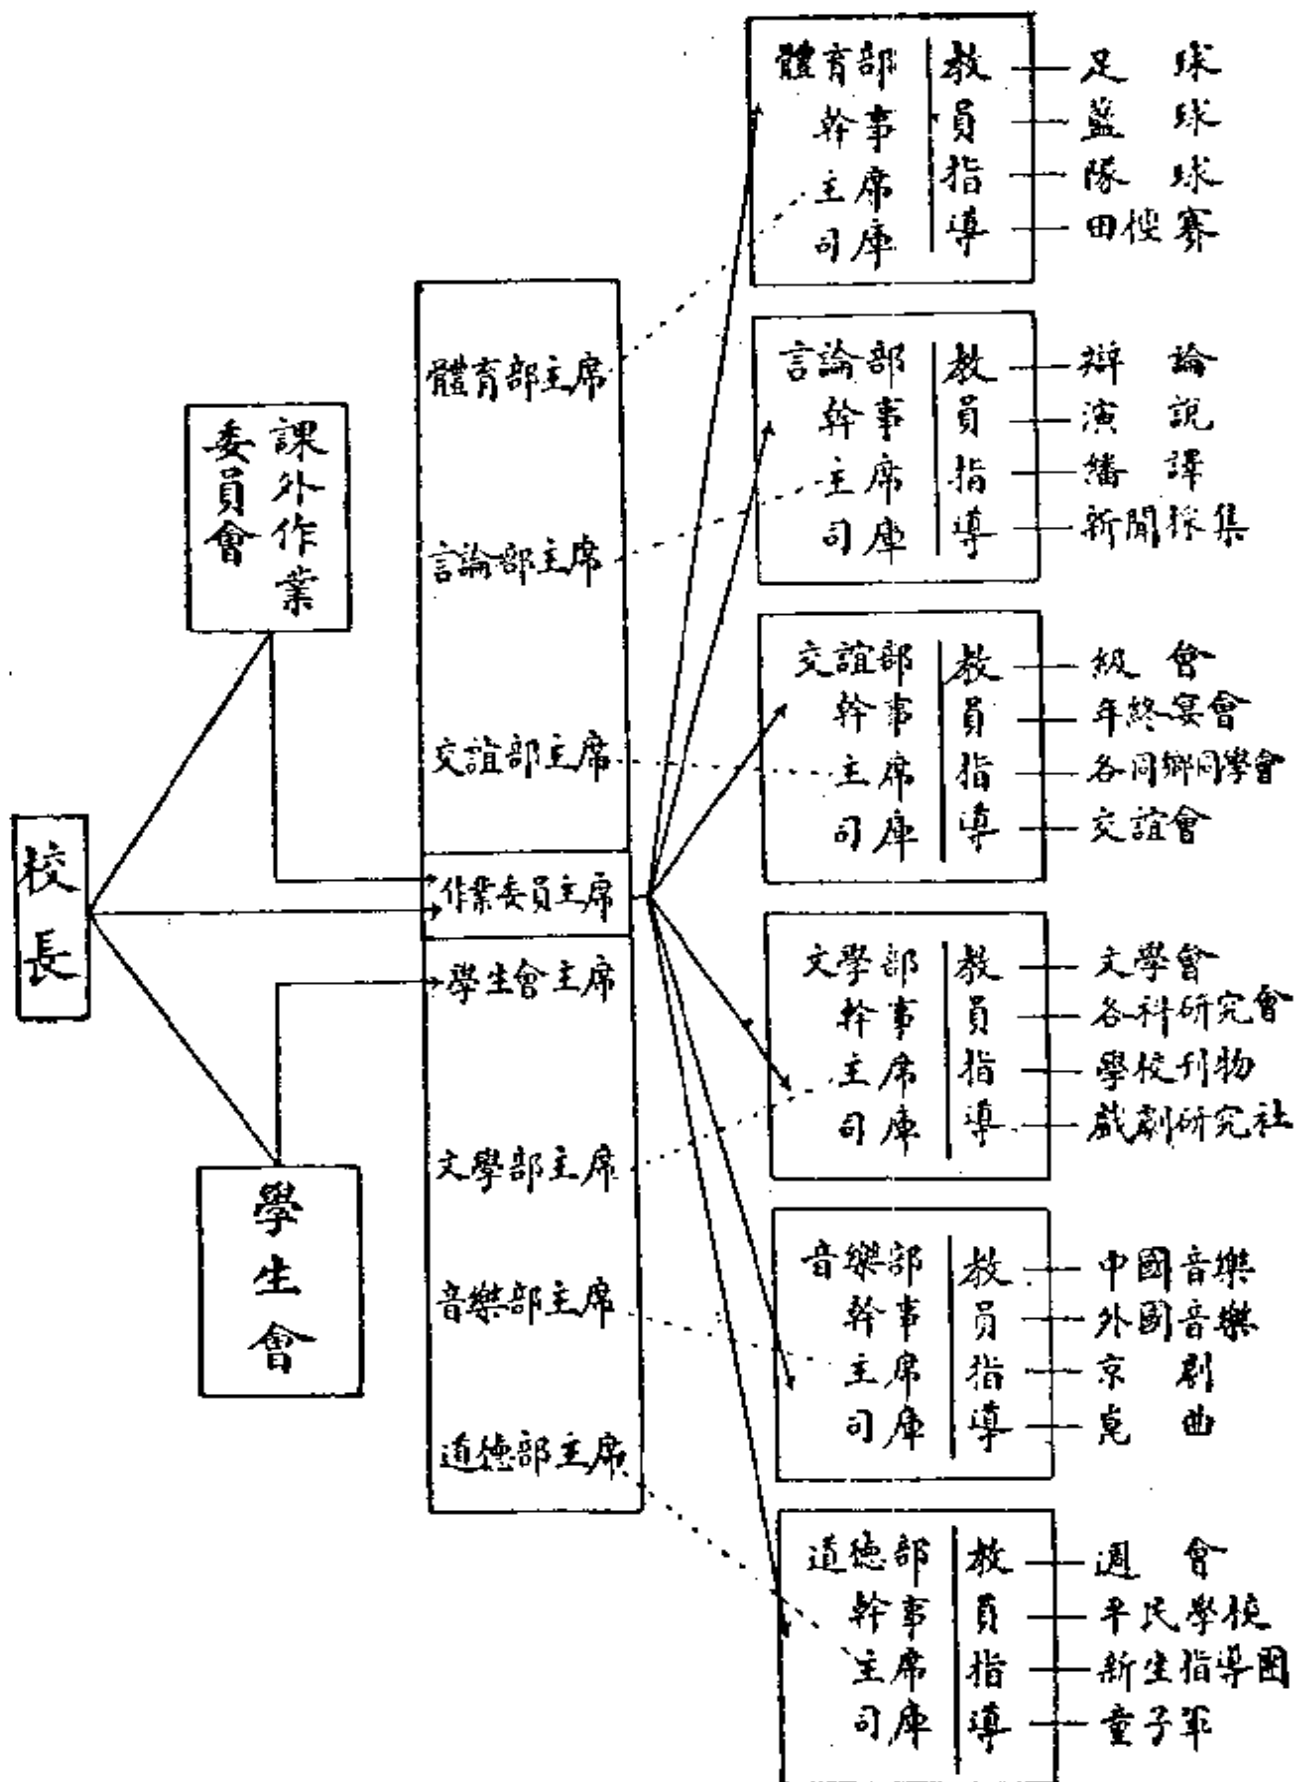 校長
課外作業
委員會
學生會
體育部主席
言論部主席
交誼部主席
作業委員主席
學生會主席
文學部主席
音樂部主席
道德部主席
體育部
幹事
主席
司庫
教員指導
足球
籃球
隊球
田徑賽
言論部
幹事
主席
司庫
教員指導
辯論
演說
繙譯
新聞採集
交誼部
幹事
主席
司庫
教員指導
級會
年終宴會
各同鄉同學會
交誼會
文學部
幹事
主席
司庫
教員指導
文學會
各科研究會
學校刊物
戲劇研究社
音樂部
幹事
主席
司庫
教員指導
中國音樂
外國音樂
京劇
崑曲
道德部
幹事
主席
司庫
教員指導
週會
平民學校
新生指導團
童子軍